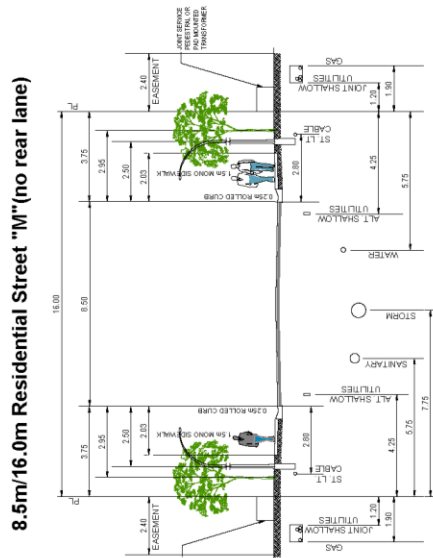 8.5m/16.0m Residential Street "M"(no rear lane)
16.00
PL
PL
3.75
8.50
3.75
2.95
2.95
2.50
2.50
2.03
2.03
2.40
EASEMENT
2.40
EASEMENT
JOINT SERVICE
PEDESTRAL OR
PAD MOUNTED
TRANSFORMER
1.5m MONO SIDEWALK
0.25m ROLLED CURB
0.25m ROLLED CURB
1.5m MONO SIDEWALK
2.80
2.80
ST. LT.
CABLE
ST. LT.
CABLE
GAS
JOINT SHALLOW
UTILITIES
1.20
1.90
ALT. SHALLOW
UTILITIES
4.25
5.75
7.75
SANITARY
STORM
WATER
ALT. SHALLOW
UTILITIES
4.25
5.75
JOINT SHALLOW
UTILITIES
GAS
1.20
1.90